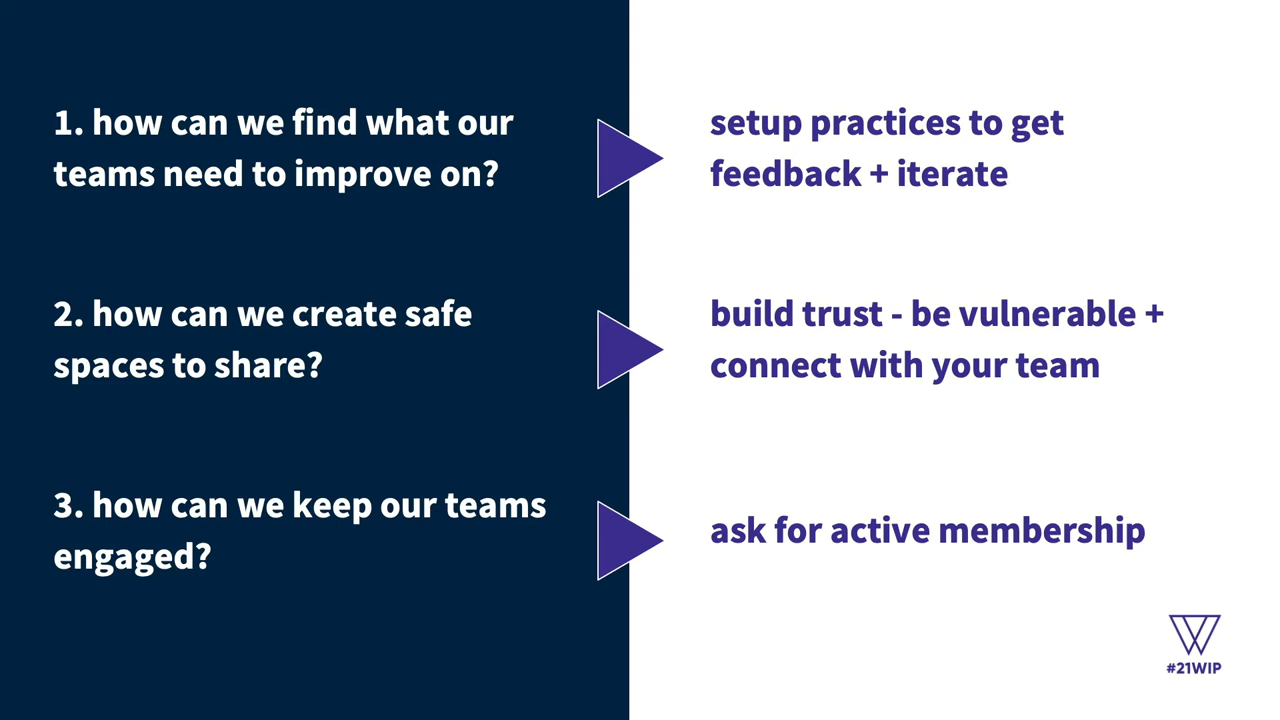 1. how can we find what our
teams need to improve on?
setup practices to get
feedback + iterate
2. how can we create safe
spaces to share?
build trust - be vulnerable +
connect with your team
3. how can we keep our teams
engaged?
ask for active membership
#21WIP